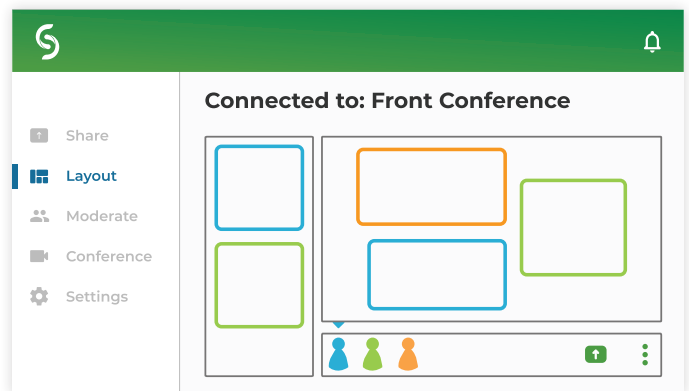 Connected to: Front Conference
Share
Layout
Moderate
Conference
Settings